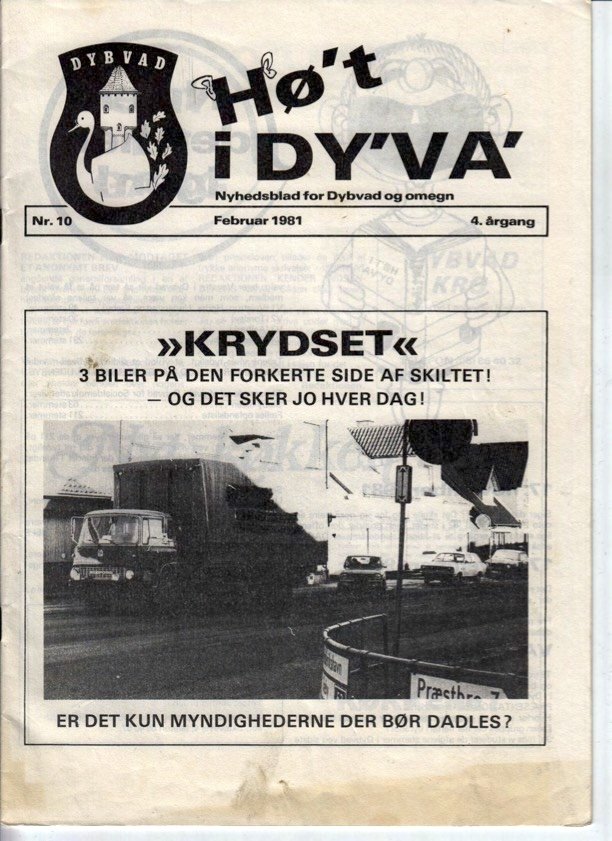 DYBVAD
Hø't
i DY'VA'
Nyhedsblad for Dybvad og omegn
Nr. 10 Februar 1981 4. årgang
»KRYDSET«
3 BILER PÅ DEN FORKERTE SIDE AF SKILTET!
— OG DET SKER JO HVER DAG!
Præstbro 7
ER DET KUN MYNDIGHEDERNE DER BØR DADLES?